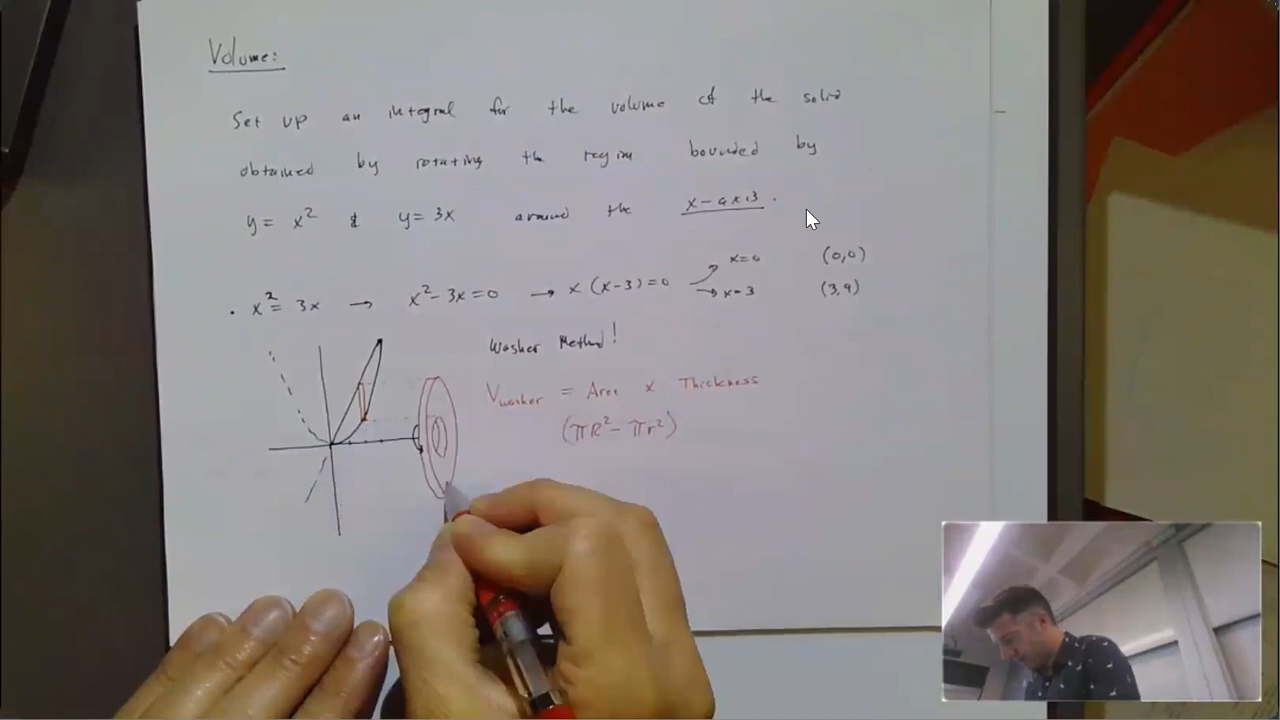 Volume:
Set up an integral for the volume of the solid
obtained by rotating the region bounded by
y = x² & y = 3x around the x-axis.
• x² = 3x → x² - 3x = 0 → x (x-3) = 0 x=0 (0,0)
x=3 (3,9)
Washer Method!
Vwasher = Area x Thickness
(πR² - πr²)